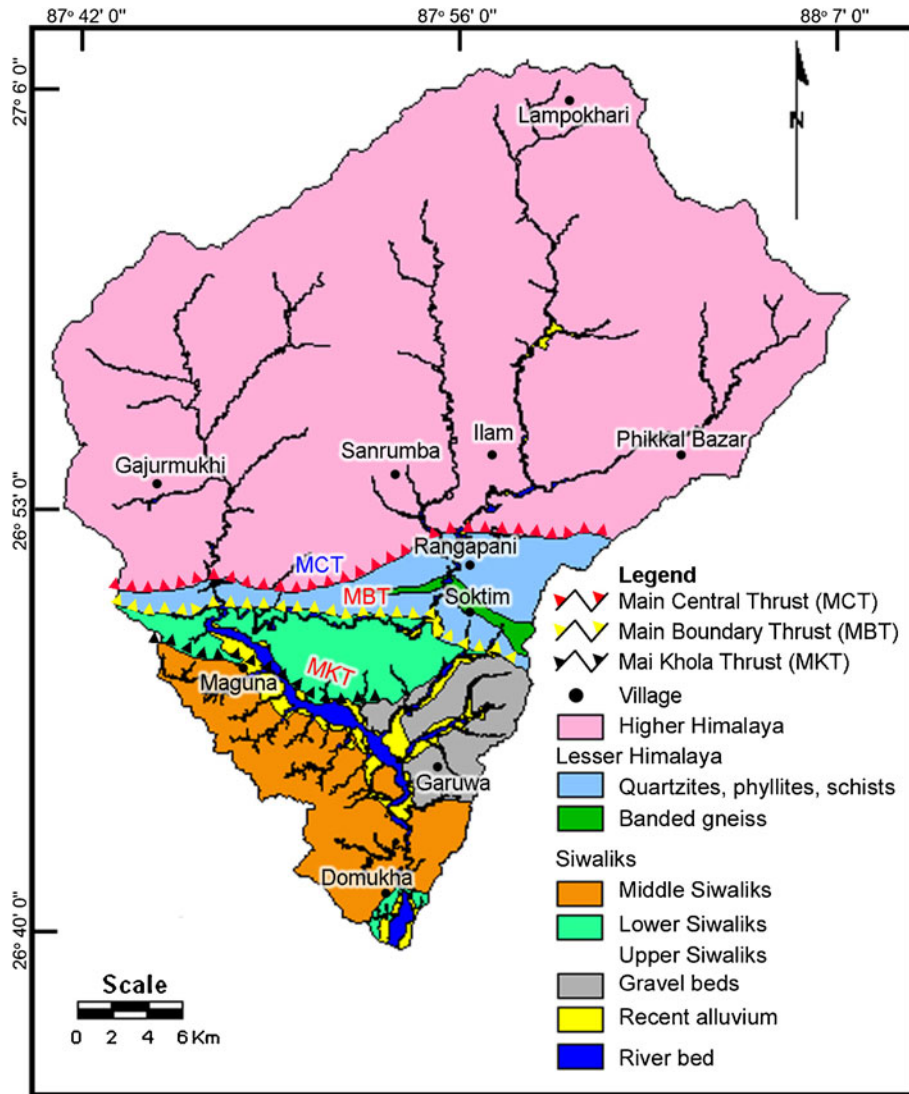 87° 42' 0"
87° 56' 0"
88° 7' 0"
27° 6' 0"
Lampokhari
N
Ilam
Phikkal Bazar
Sanrumba
Gajurmukhi
26° 53' 0"
Rangapani
MCT
MBT
Soktim
MKT
Maguna
Garuwa
Domukha
26° 40' 0"
Scale
0 2 4 6 Km
Legend
Main Central Thrust (MCT)
Main Boundary Thrust (MBT)
Mai Khola Thrust (MKT)
Village
Higher Himalaya
Lesser Himalaya
Quartzites, phyllites, schists
Banded gneiss
Siwaliks
Middle Siwaliks
Lower Siwaliks
Upper Siwaliks
Gravel beds
Recent alluvium
River bed